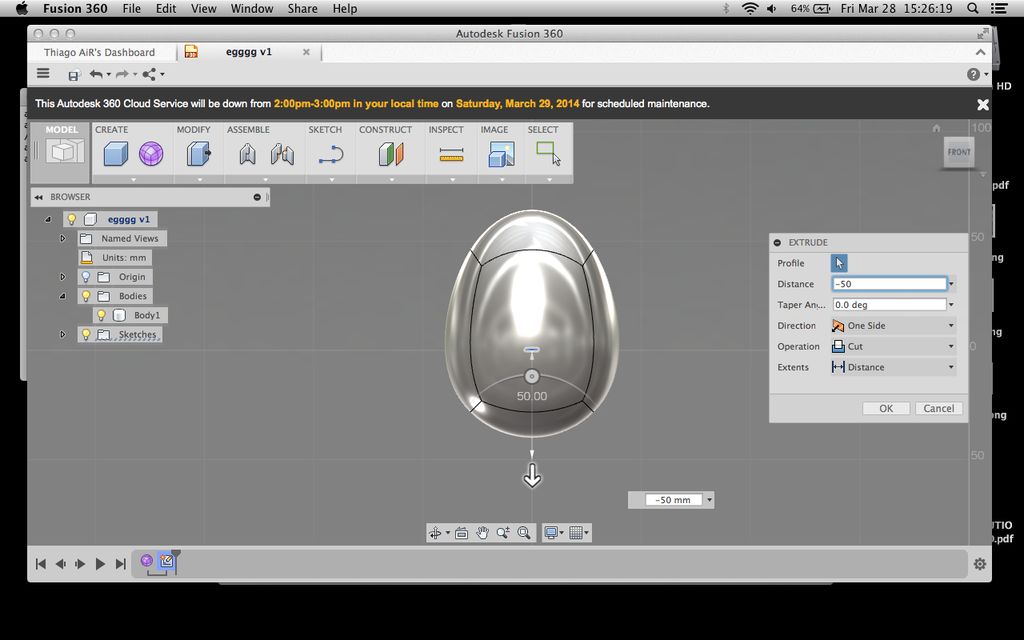 Fusion 360 File Edit View Window Share Help 64% Fri Mar 28 15:26:19
Autodesk Fusion 360
Thiago AiR's Dashboard egggg v1
HD
This Autodesk 360 Cloud Service will be down from 2:00pm-3:00pm in your local time on Saturday, March 29, 2014 for scheduled maintenance.
MODEL CREATE MODIFY ASSEMBLE SKETCH CONSTRUCT INSPECT IMAGE SELECT
100
FRONT
pdf
BROWSER
egggg v1
Named Views
Units: mm
Origin
Bodies
Body1
Sketches
50
EXTRUDE
Profile
Distance -50
Taper An... 0.0 deg
Direction One Side
Operation Cut
Extents Distance
OK Cancel
ng
ng
0
png
50.00
50
-50 mm
.pdf